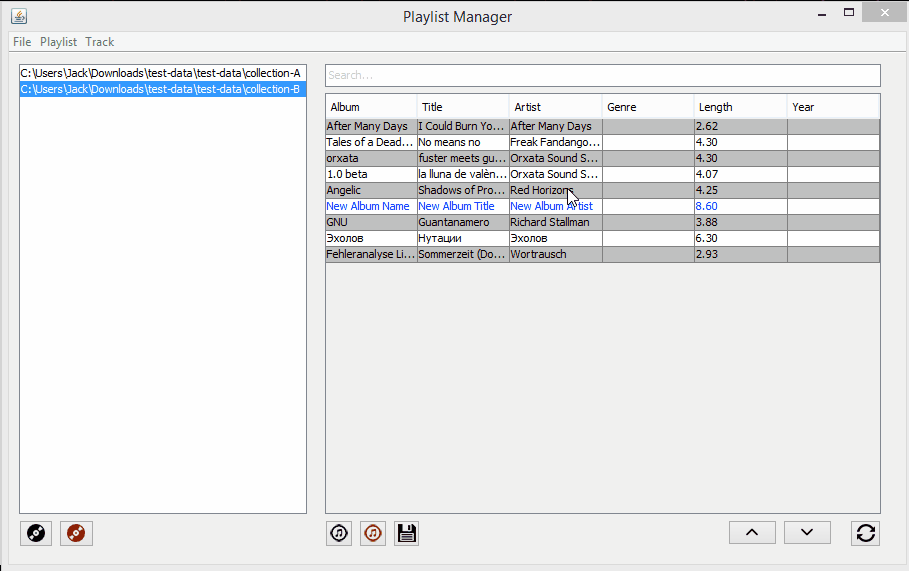 Playlist Manager
File Playlist Track
C:\Users\Jack\Downloads\test-data\test-data\collection-A
C:\Users\Jack\Downloads\test-data\test-data\collection-B
Search...
Album Title Artist Genre Length Year
After Many Days I Could Burn Yo... After Many Days 2.62
Tales of a Dead... No means no Freak Fandango... 4.30
orxata fuster meets gu... Orxata Sound S... 4.30
1.0 beta la lluna de valèn... Orxata Sound S... 4.07
Angelic Shadows of Pro... Red Horizons 4.25
New Album Name New Album Title New Album Artist 8.60
GNU Guantanamero Richard Stallman 3.88
Эхолов Нутации Эхолов 6.30
Fehleranalyse Li... Sommerzeit (Do... Wortrausch 2.93